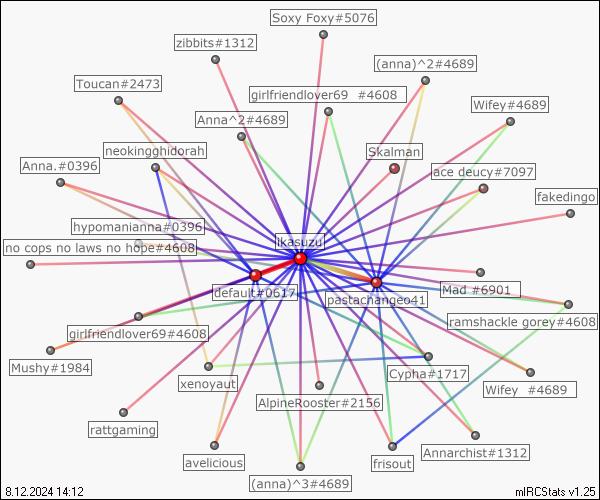 Soxy Foxy#5076
zibbits#1312
(anna)^2#4689
Toucan#2473
girlfriendlover69 #4608
Wifey#4689
Anna^2#4689
neokingghidorah
Skalman
Anna.#0396
ace deucy#7097
fakedingo
hypomanianna#0396
ikasuzu
no cops no laws no hope#4608
default#0617
Mad_#6901
pastachange041
ramshackle gorey#4608
girlfriendlover69#4608
Mushy#1984
Cypha#1717
xenoyaut
Wifey #4689
AlpineRooster#2156
rattgaming
Annarchist#1312
avelicious
frisout
(anna)^3#4689
8.12.2024 14:12
mIRCStats v1.25